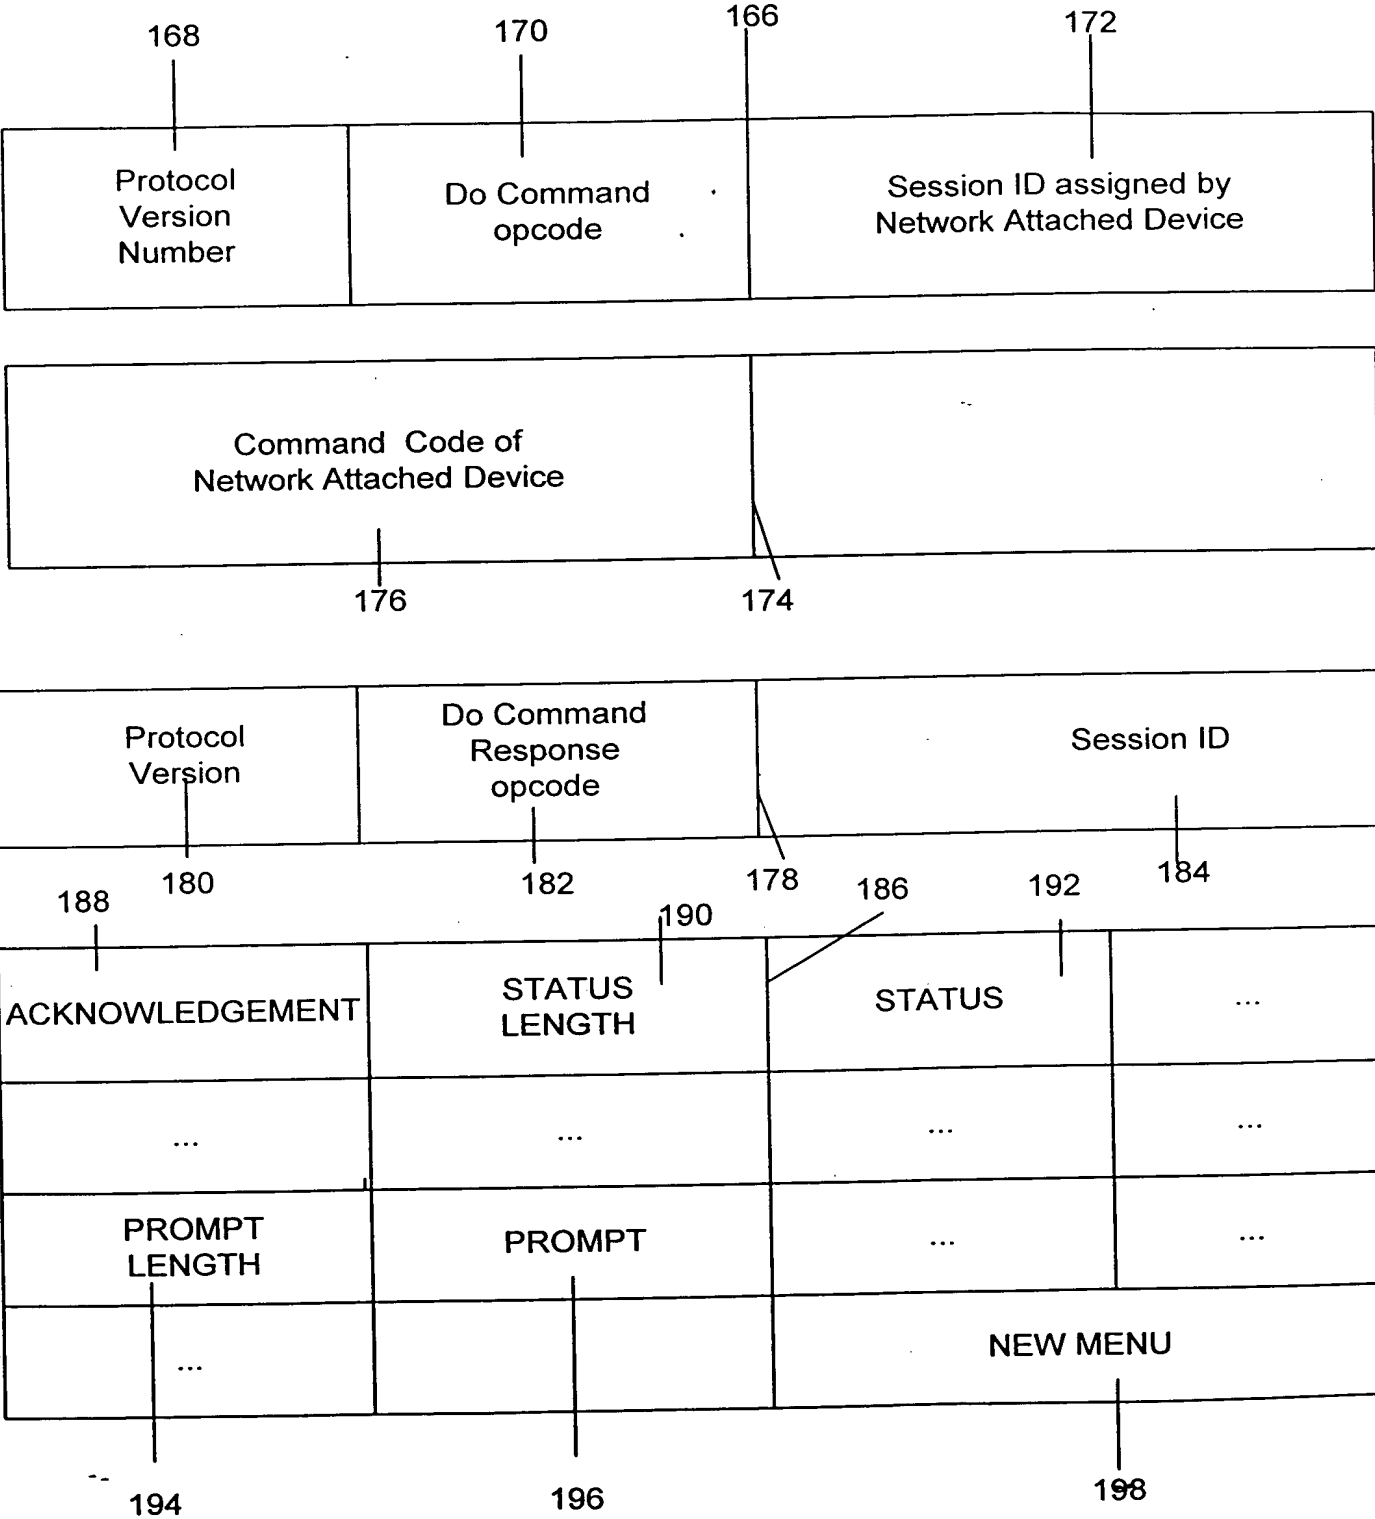 168
170
166
172
Protocol
Version
Number
Do Command
opcode
Session ID assigned by
Network Attached Device
Command Code of
Network Attached Device
176
174
Protocol
Version
Do Command
Response
opcode
Session ID
180
182
178
184
188
190
186
192
ACKNOWLEDGEMENT
STATUS
LENGTH
STATUS
...
...
...
...
...
PROMPT
LENGTH
PROMPT
...
...
...
NEW MENU
194
196
198